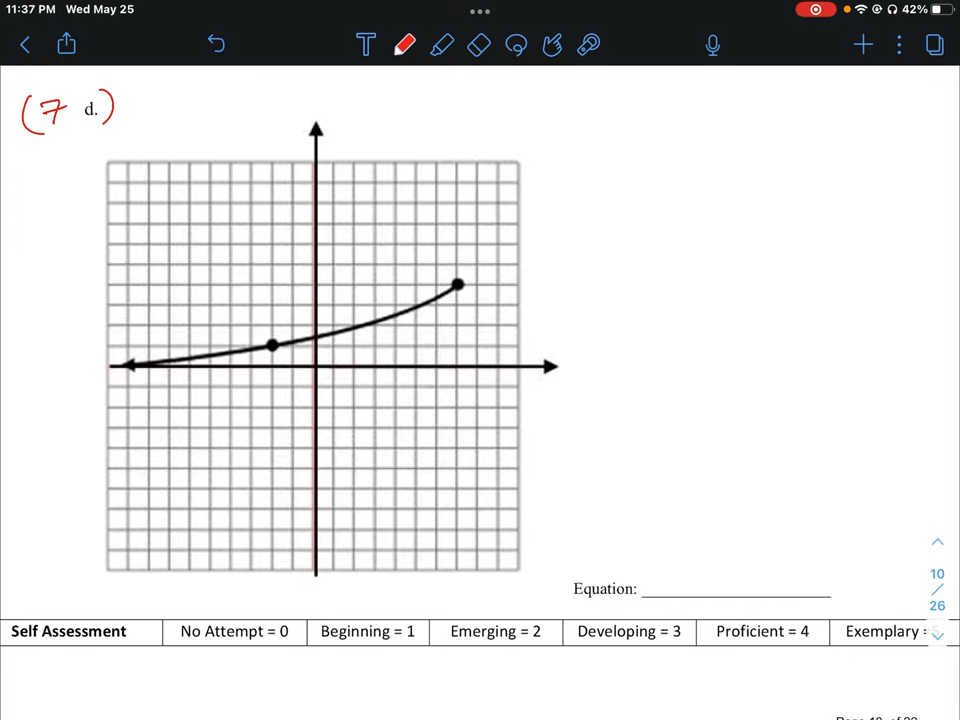 11:37 PM Wed May 25 42%
T
(7 d.)
10
/
26
Equation: ____________________
Self Assessment No Attempt = 0 Beginning = 1 Emerging = 2 Developing = 3 Proficient = 4 Exemplary =